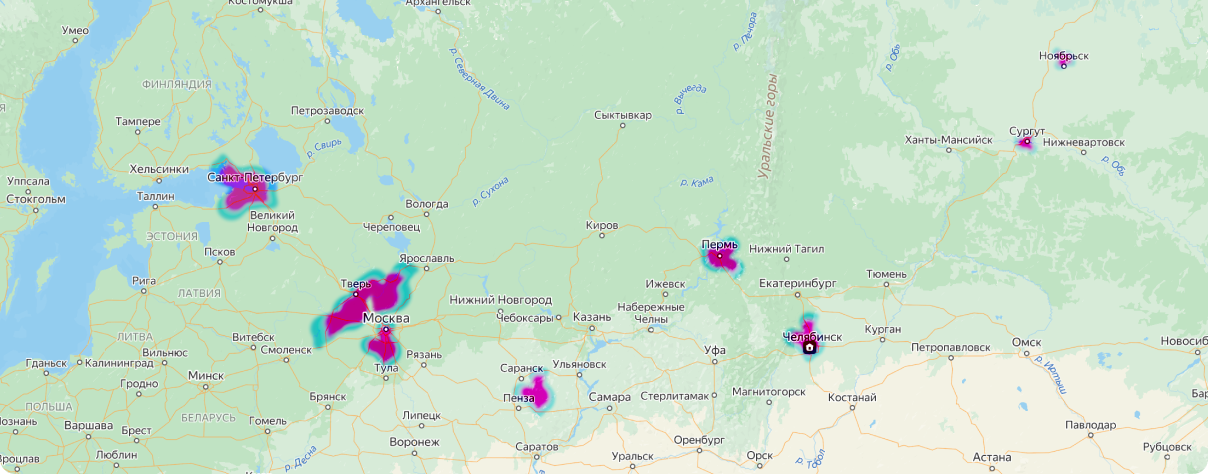 Костомукша
Архангельск
Умео
р. Печора
р. Обь
Ноябрьск
ФИНЛЯНДИЯ
р. Северная Двина
р. Вычегда
Петрозаводск
Тампере
Сыктывкар
Уральские горы
Сургут
Ханты-Мансийск
Нижневартовск
р. Свирь
р. Обь
Хельсинки
Санкт-Петербург
Уппсала
Стокгольм
Таллин
р. Сухона
р. Кама
Вологда
Великий
Новгород
Череповец
Киров
ЭСТОНИЯ
Псков
Пермь
Нижний Тагил
Ярославль
Рига
Тверь
Ижевск
Екатеринбург
Тюмень
ЛАТВИЯ
Нижний Новгород
Чебоксары
Казань
Набережные
Челны
Москва
ЛИТВА
Витебск
Челябинск
Курган
Вильнюс
Смоленск
Рязань
Уфа
Петропавловск
Омск
Гданьск
Калининград
Тула
Саранск
Ульяновск
р. Иртыш
Гродно
Минск
Брянск
Пенза
Самара
Стерлитамак
Магнитогорск
Костанай
ПОЛЬША
БЕЛАРУСЬ
Гомель
Липецк
Варшава
Брест
Воронеж
Саратов
Оренбург
Павлодар
Люблин
р. Десна
Уральск
Орск
р. Тобол
Астана
Рубцовск